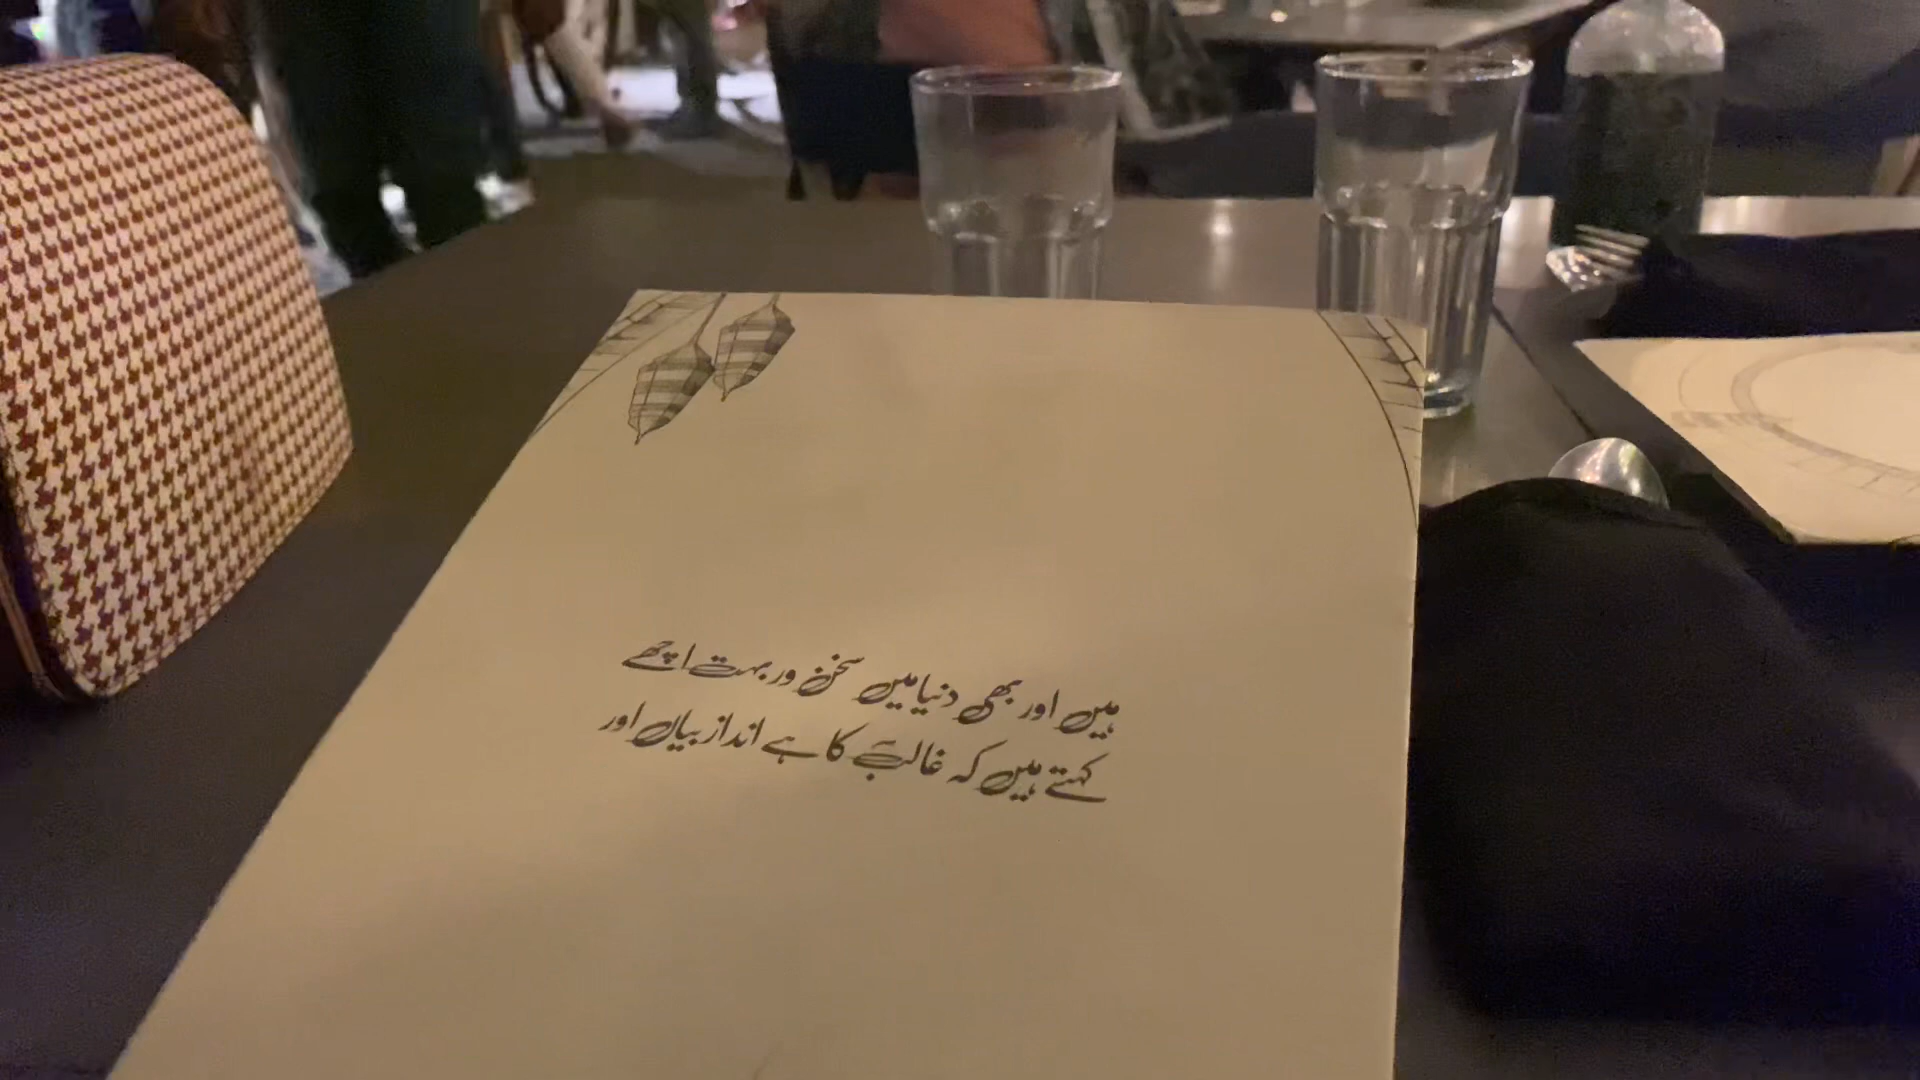 ہیں اور بھی دنیا میں سخن ور بہت اچھے
کہتے ہیں کہ غالبؔ کا ہے انداز بیاں اور